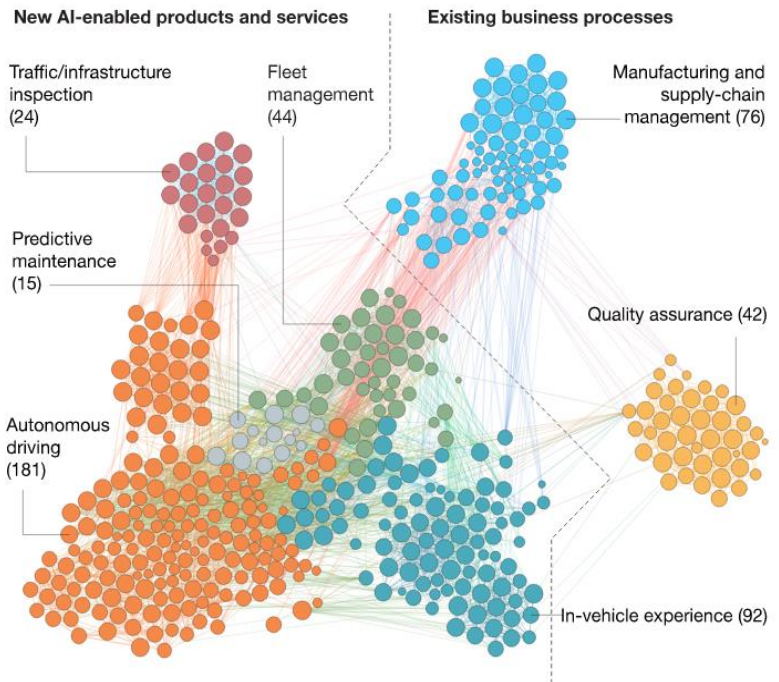 New AI-enabled products and services
Existing business processes
Traffic/infrastructure
inspection
(24)
Fleet
management
(44)
Manufacturing and
supply-chain
management (76)
Predictive
maintenance
(15)
Quality assurance (42)
Autonomous
driving
(181)
In-vehicle experience (92)